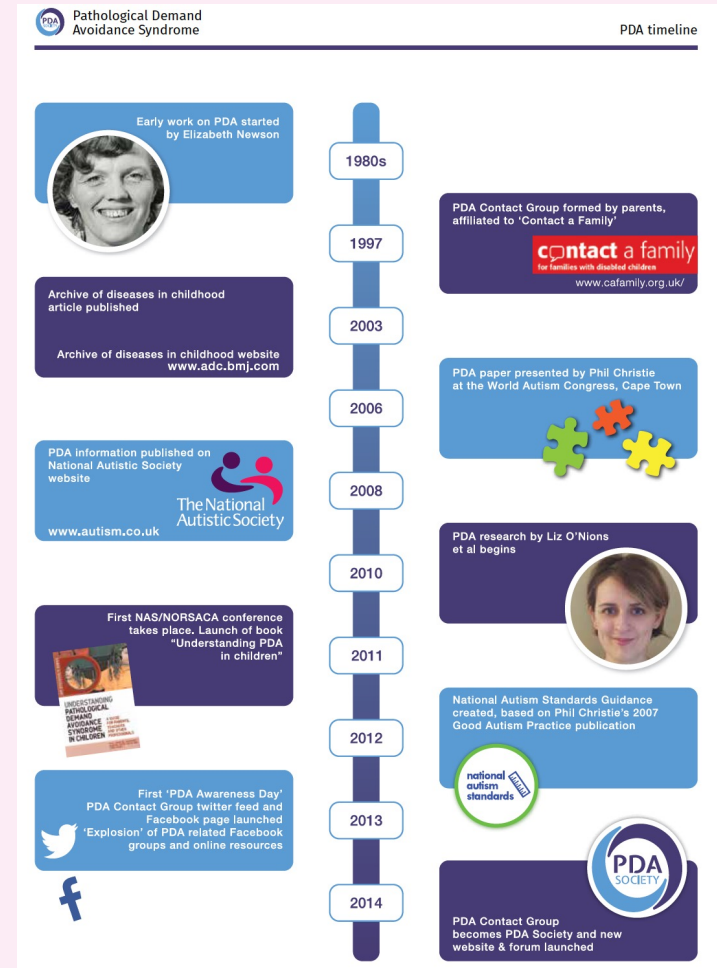 PDA
SOCIETY
Pathological Demand
Avoidance Syndrome
PDA timeline
Early work on PDA started
by Elizabeth Newson
1980s
PDA Contact Group formed by parents,
affiliated to ‘Contact a Family’
contact a family
for families with disabled children
www.cafamily.org.uk/
1997
Archive of diseases in childhood
article published
Archive of diseases in childhood website
www.adc.bmj.com
2003
PDA paper presented by Phil Christie
at the World Autism Congress, Cape Town
2006
PDA information published on
National Autistic Society
website
The National
Autistic Society
www.autism.co.uk
2008
PDA research by Liz O’Nions
et al begins
2010
First NAS/NORSACA conference
takes place. Launch of book
“Understanding PDA
in children”
UNDERSTANDING
PATHOLOGICAL
DEMAND
AVOIDANCE
SYNDROME
IN CHILDREN
2011
National Autism Standards Guidance
created, based on Phil Christie’s 2007
Good Autism Practice publication
national
autism
standards
2012
First ‘PDA Awareness Day’
PDA Contact Group twitter feed and
Facebook page launched
‘Explosion’ of PDA related Facebook
groups and online resources
2013
PDA
SOCIETY
PDA Contact Group
becomes PDA Society and new
website & forum launched
2014